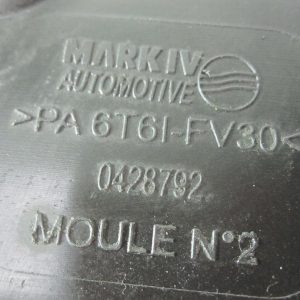 MARK IV
AUTOMOTIVE
>PA 6T6I-FV30<
0428792
MOULE N°2